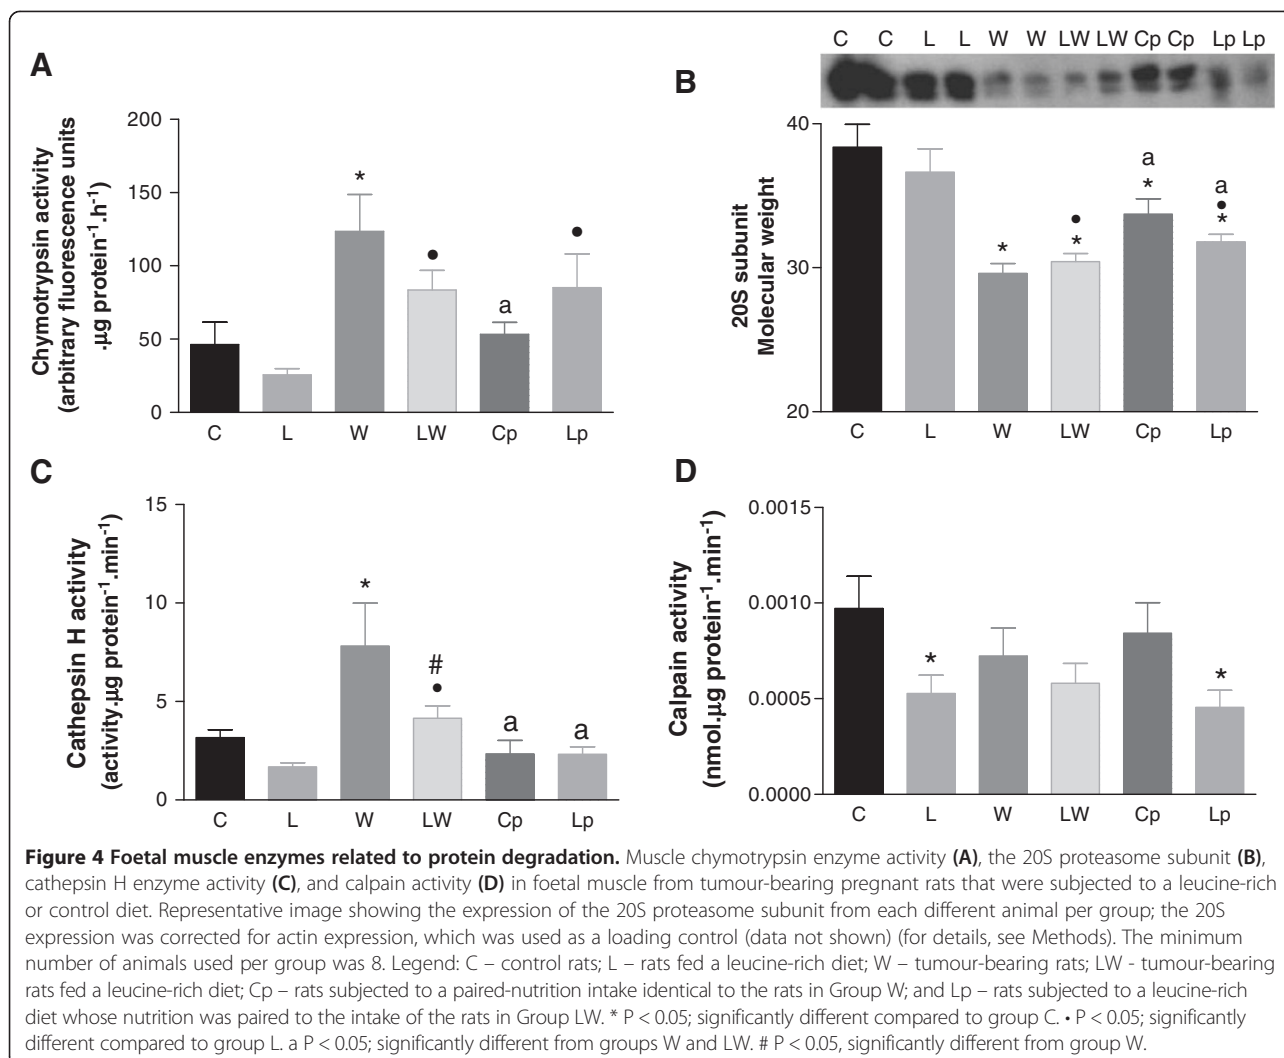 A
Chymotrypsin activity
(arbitrary fluorescence units
.µg protein⁻¹.h⁻¹)
200
150
100
50
0
*
•
a
•
C L W LW Cp Lp
B
C C L L W W LW LW Cp Cp Lp Lp
20S subunit
Molecular weight
40
30
20
*
•
*
a
*
a
•
*
C L W LW Cp Lp
C
Cathepsin H activity
(activity.µg protein⁻¹.min⁻¹)
15
10
5
0
*
#
•
a
a
C L W LW Cp Lp
D
Calpain activity
(nmol.µg protein⁻¹.min⁻¹)
0.0015
0.0010
0.0005
0.0000
*
*
C L W LW Cp Lp
Figure 4 Foetal muscle enzymes related to protein degradation. Muscle chymotrypsin enzyme activity (A), the 20S proteasome subunit (B),
cathepsin H enzyme activity (C), and calpain activity (D) in foetal muscle from tumour-bearing pregnant rats that were subjected to a leucine-rich
or control diet. Representative image showing the expression of the 20S proteasome subunit from each different animal per group; the 20S
expression was corrected for actin expression, which was used as a loading control (data not shown) (for details, see Methods). The minimum
number of animals used per group was 8. Legend: C – control rats; L – rats fed a leucine-rich diet; W – tumour-bearing rats; LW - tumour-bearing
rats fed a leucine-rich diet; Cp – rats subjected to a paired-nutrition intake identical to the rats in Group W; and Lp – rats subjected to a leucine-rich
diet whose nutrition was paired to the intake of the rats in Group LW. * P < 0.05; significantly different compared to group C. • P < 0.05; significantly
different compared to group L. a P < 0.05; significantly different from groups W and LW. # P < 0.05, significantly different from group W.